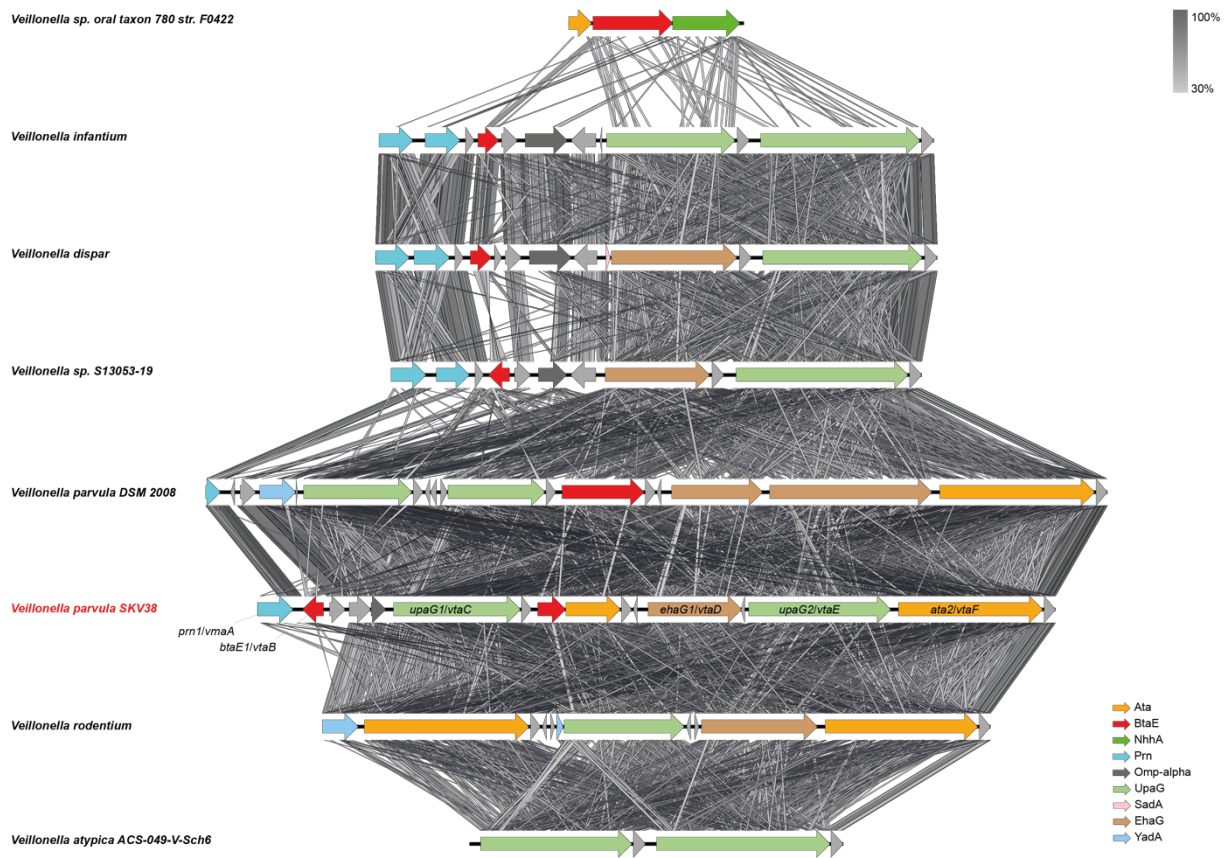 Veillonella sp. oral taxon 780 str. F0422
100%
30%
Veillonella infantium
Veillonella dispar
Veillonella sp. S13053-19
Veillonella parvula DSM 2008
Veillonella parvula SKV38
upaG1/vtaC
ehaG1/vtaD
upaG2/vtaE
ata2/vtaF
prn1/vmaA
btaE1/vtaB
Veillonella rodentium
Veillonella atypica ACS-049-V-Sch6
Ata
BtaE
NhhA
Prn
Omp-alpha
UpaG
SadA
EhaG
YadA